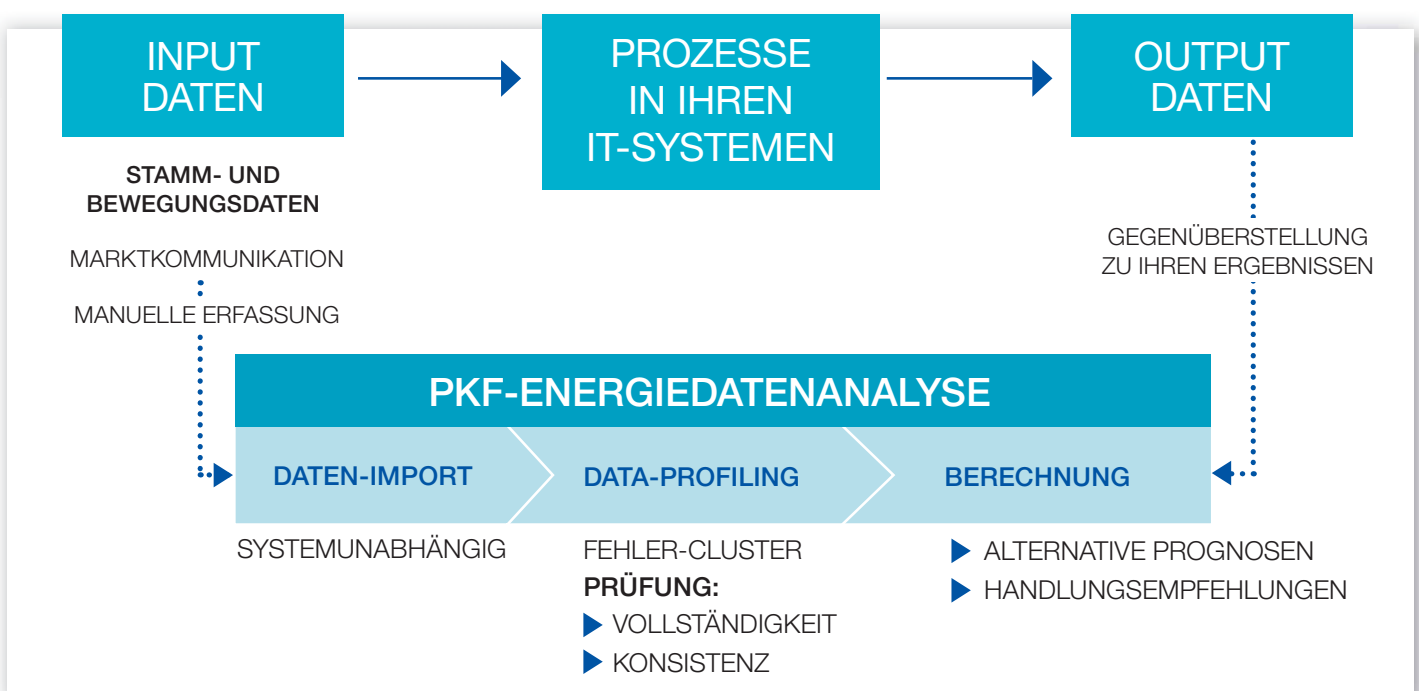 INPUT
DATEN
PROZESSE
IN IHREN
IT-SYSTEMEN
OUTPUT
DATEN
STAMM- UND
BEWEGUNGSDATEN
MARKTKOMMUNIKATION
MANUELLE ERFASSUNG
GEGENÜBERSTELLUNG
ZU IHREN ERGEBNISSEN
PKF-ENERGIEDATENANALYSE
DATEN-IMPORT
DATA-PROFILING
BERECHNUNG
SYSTEMUNABHÄNGIG
FEHLER-CLUSTER
PRÜFUNG:
VOLLSTÄNDIGKEIT
KONSISTENZ
ALTERNATIVE PROGNOSEN
HANDLUNGSEMPFEHLUNGEN